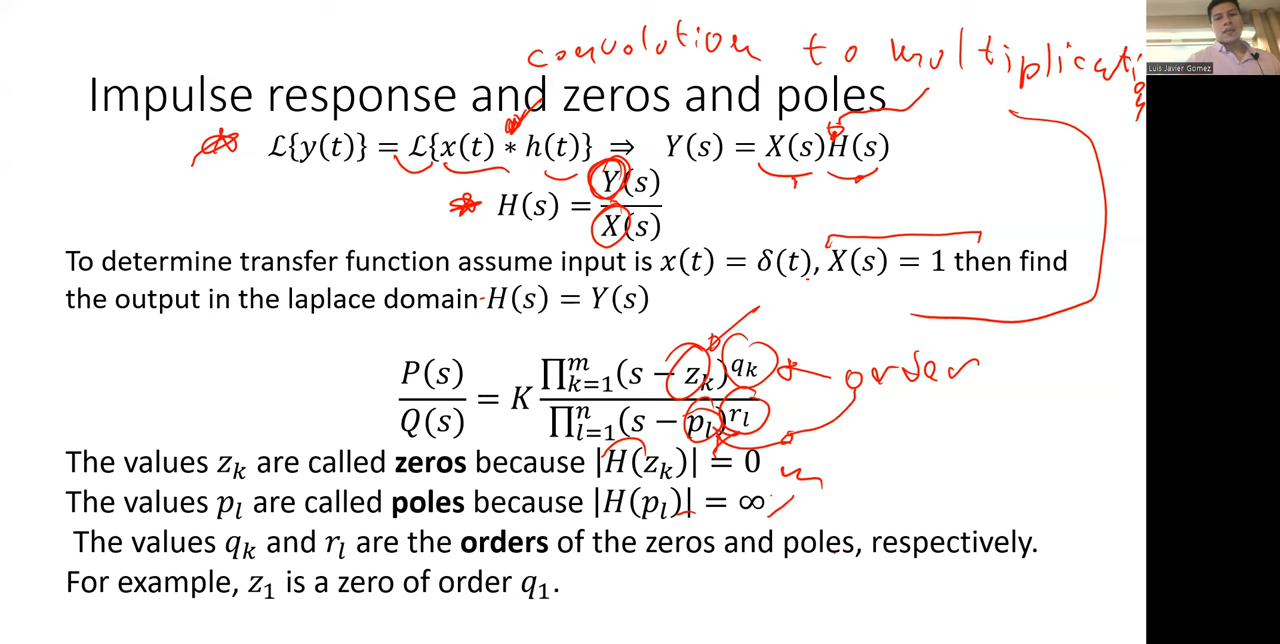 convolution to multiplication
Luis Javier Gomez
Impulse response and zeros and poles
ℒ{y(t)} = ℒ{x(t) ∗ h(t)} ⇒ Y(s) = X(s)H(s)
H(s) = Y(s)/X(s)
To determine transfer function assume input is x(t) = δ(t), X(s) = 1 then find
the output in the laplace domain H(s) = Y(s)
P(s)/Q(s) = K ∏_{k=1}^{m}(s − z_k)^{q_k} / ∏_{l=1}^{n}(s − p_l)^{r_l}
order
The values z_k are called zeros because |H(z_k)| = 0
The values p_l are called poles because |H(p_l)| = ∞
The values q_k and r_l are the orders of the zeros and poles, respectively.
For example, z_1 is a zero of order q_1.